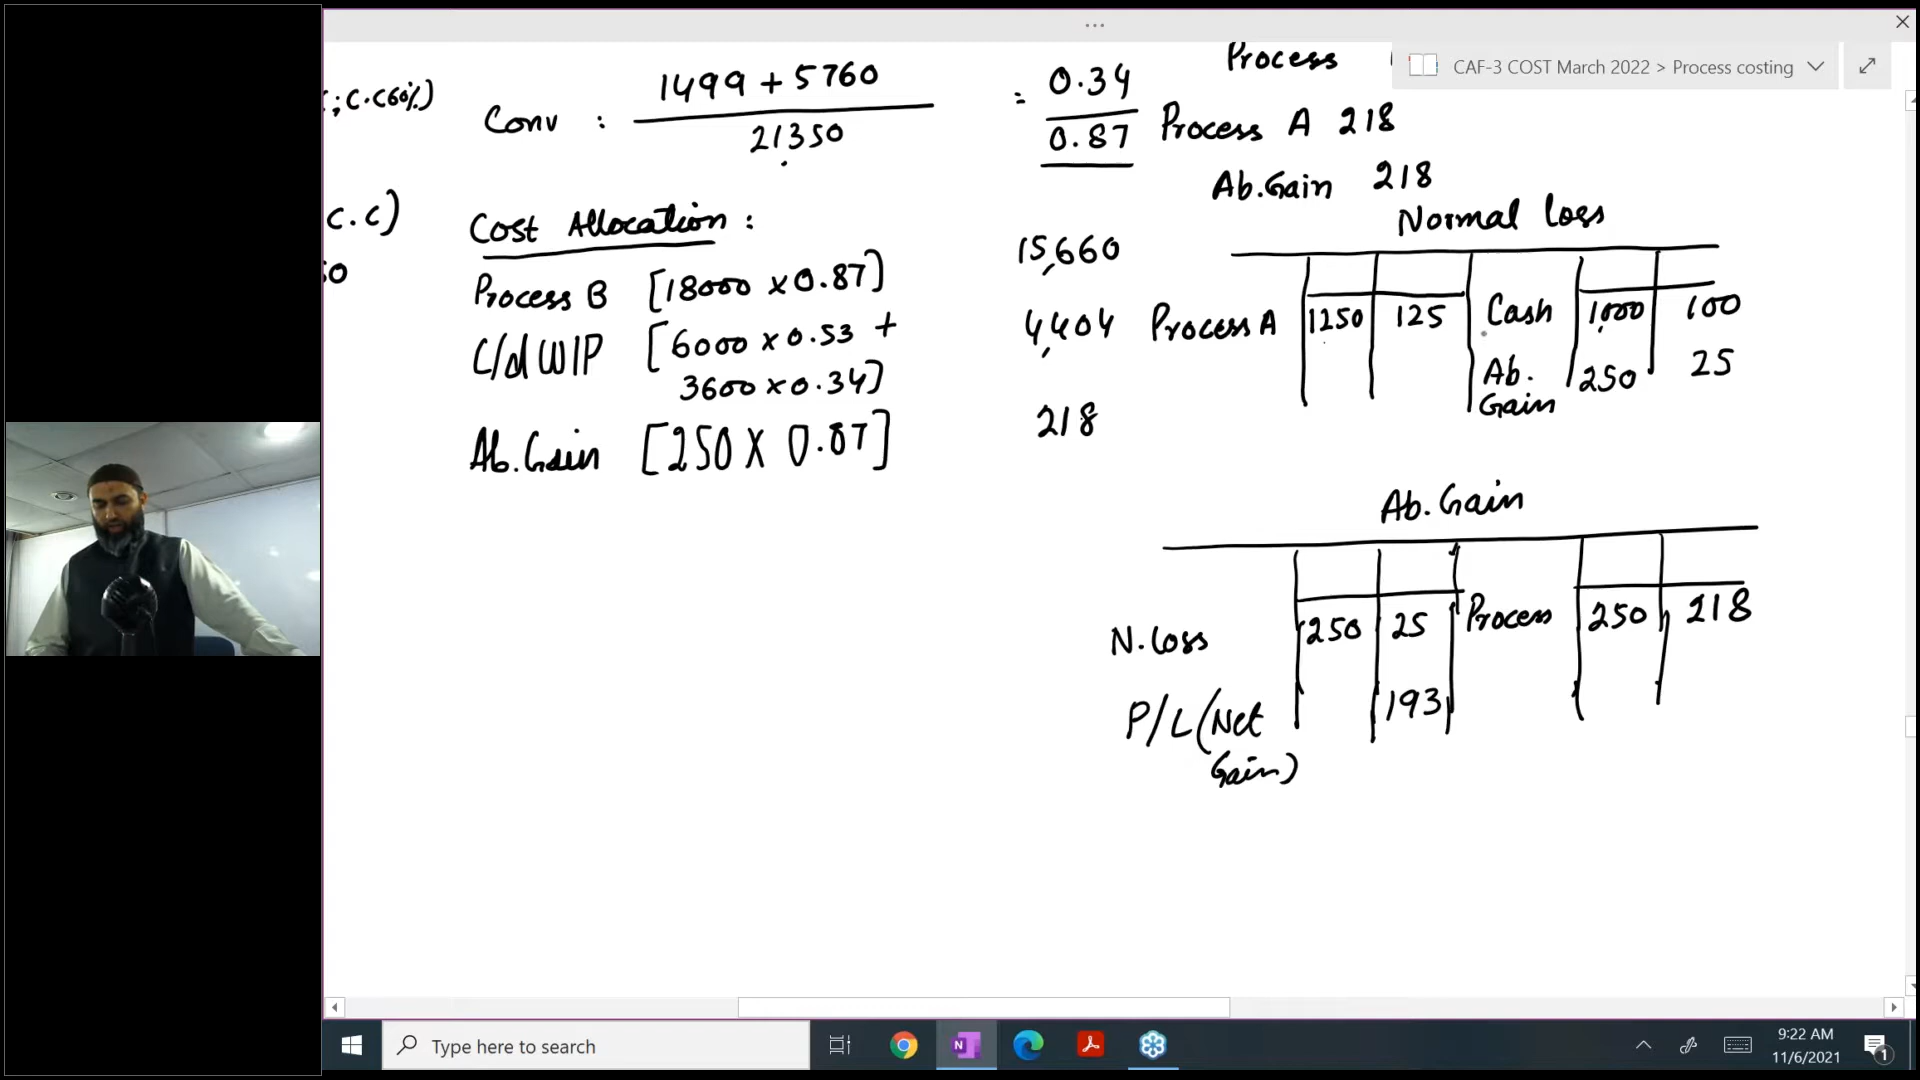 CAF-3 COST March 2022 > Process costing
; C.C60%)
C.C)
Conv : 1499 + 5760
21350
= 0.34
0.87
Cost Allocation :
Process B [18000 x 0.87] 15,660
C/d WIP [6000 x 0.53 + 4,404
3600 x 0.34]
Ab. Gain [250 X 0.87] 218
Process
Process A 218
Ab. Gain 218
Normal loss
Process A 1250 125 Cash 1,000 100
Ab. Gain 250 25
Ab. Gain
N. loss 250 25 Process 250 218
P/L (Net Gain) 193
Type here to search
9:22 AM
11/6/2021
1